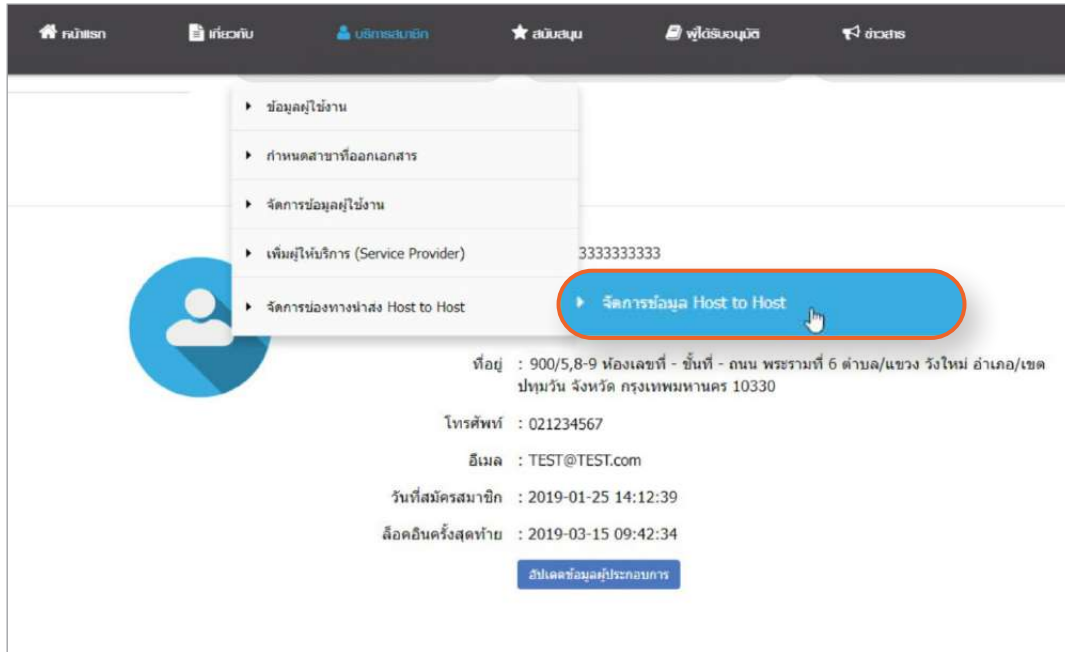 หน้าแรก เกี่ยวกับ บริการสมาชิก สนับสนุน ผู้ได้รับอนุมัติ ข่าวสาร
ข้อมูลผู้ใช้งาน
กำหนดสาขาที่ออกเอกสาร
จัดการข้อมูลผู้ใช้งาน
เพิ่มผู้ให้บริการ (Service Provider)
3333333333
จัดการช่องทางนำส่ง Host to Host
จัดการข้อมูล Host to Host
ที่อยู่ : 900/5,8-9 ห้องเลขที่ - ชั้นที่ - ถนน พระรามที่ 6 ตำบล/แขวง วังใหม่ อำเภอ/เขต
ปทุมวัน จังหวัด กรุงเทพมหานคร 10330
โทรศัพท์ : 021234567
อีเมล : TEST@TEST.com
วันที่สมัครสมาชิก : 2019-01-25 14:12:39
ล็อคอินครั้งสุดท้าย : 2019-03-15 09:42:34
อัปเดตข้อมูลผู้ประกอบการ